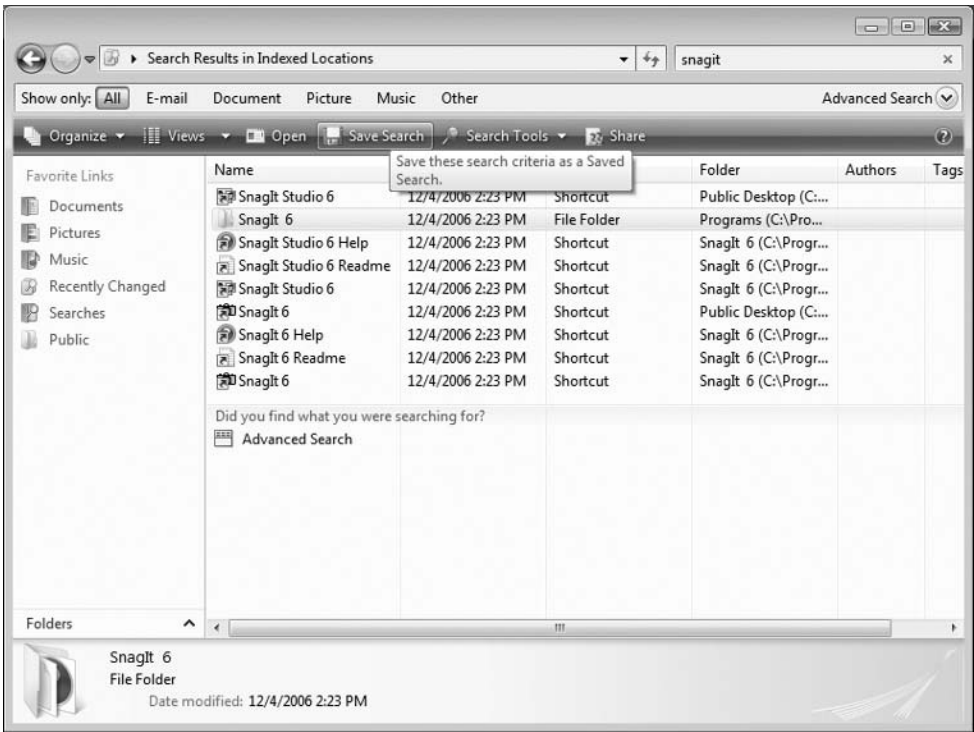 Search Results in Indexed Locations
snagit
Show only: All E-mail Document Picture Music Other Advanced Search
Organize Views Open Save Search Search Tools Share
Save these search criteria as a Saved Search.
Favorite Links
Documents
Pictures
Music
Recently Changed
Searches
Public
Name Folder Authors Tags
SnagIt Studio 6 12/4/2006 2:23 PM Shortcut Public Desktop (C:...
SnagIt 6 12/4/2006 2:23 PM File Folder Programs (C:\Pro...
SnagIt Studio 6 Help 12/4/2006 2:23 PM Shortcut SnagIt 6 (C:\Progr...
SnagIt Studio 6 Readme 12/4/2006 2:23 PM Shortcut SnagIt 6 (C:\Progr...
SnagIt Studio 6 12/4/2006 2:23 PM Shortcut SnagIt 6 (C:\Progr...
SnagIt 6 12/4/2006 2:23 PM Shortcut Public Desktop (C:...
SnagIt 6 Help 12/4/2006 2:23 PM Shortcut SnagIt 6 (C:\Progr...
SnagIt 6 Readme 12/4/2006 2:23 PM Shortcut SnagIt 6 (C:\Progr...
SnagIt 6 12/4/2006 2:23 PM Shortcut SnagIt 6 (C:\Progr...
Did you find what you were searching for?
Advanced Search
Folders
SnagIt 6
File Folder
Date modified: 12/4/2006 2:23 PM